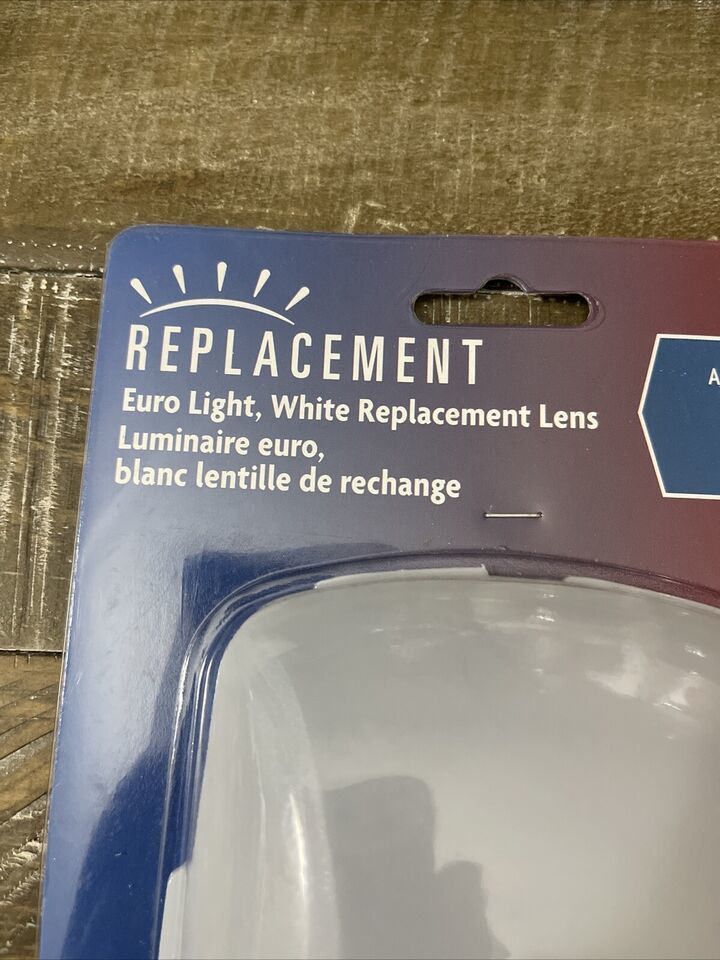 REPLACEMENT
Euro Light, White Replacement Lens
Luminaire euro,
blanc lentille de rechange
A